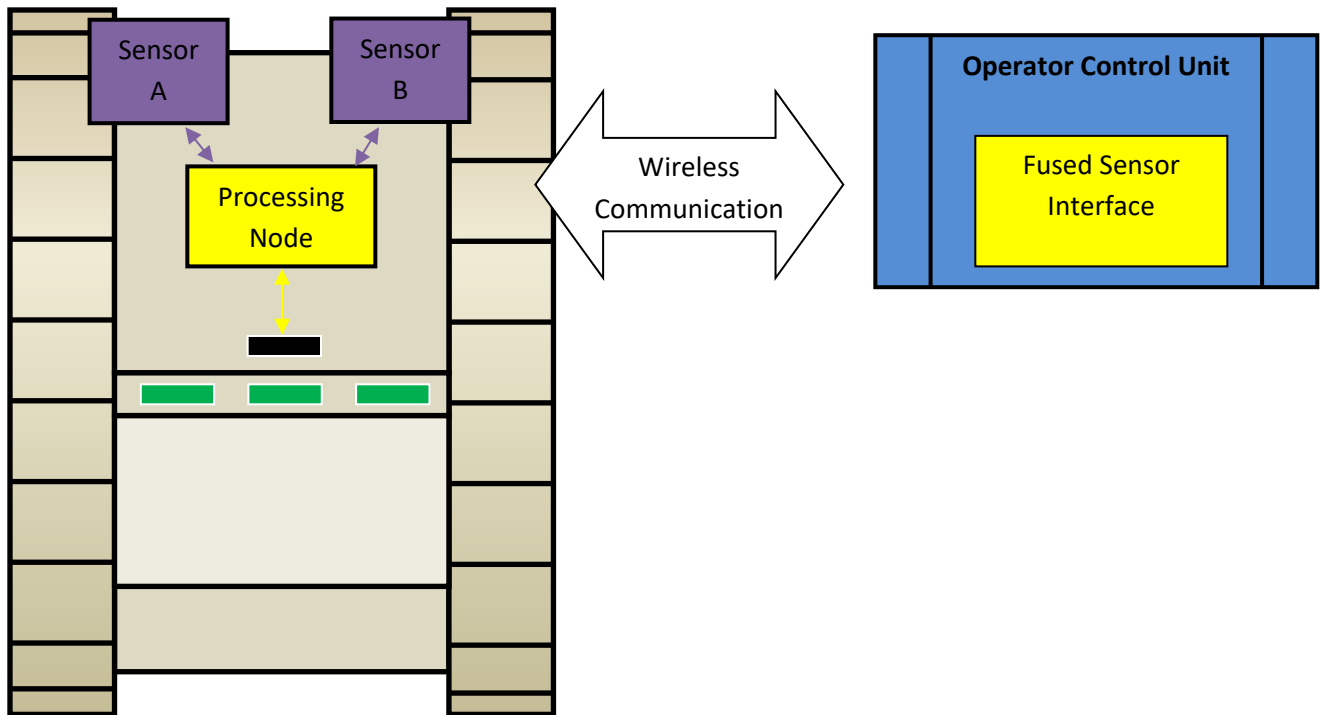 Sensor
A
Sensor
B
Processing
Node
Wireless
Communication
Operator Control Unit
Fused Sensor
Interface